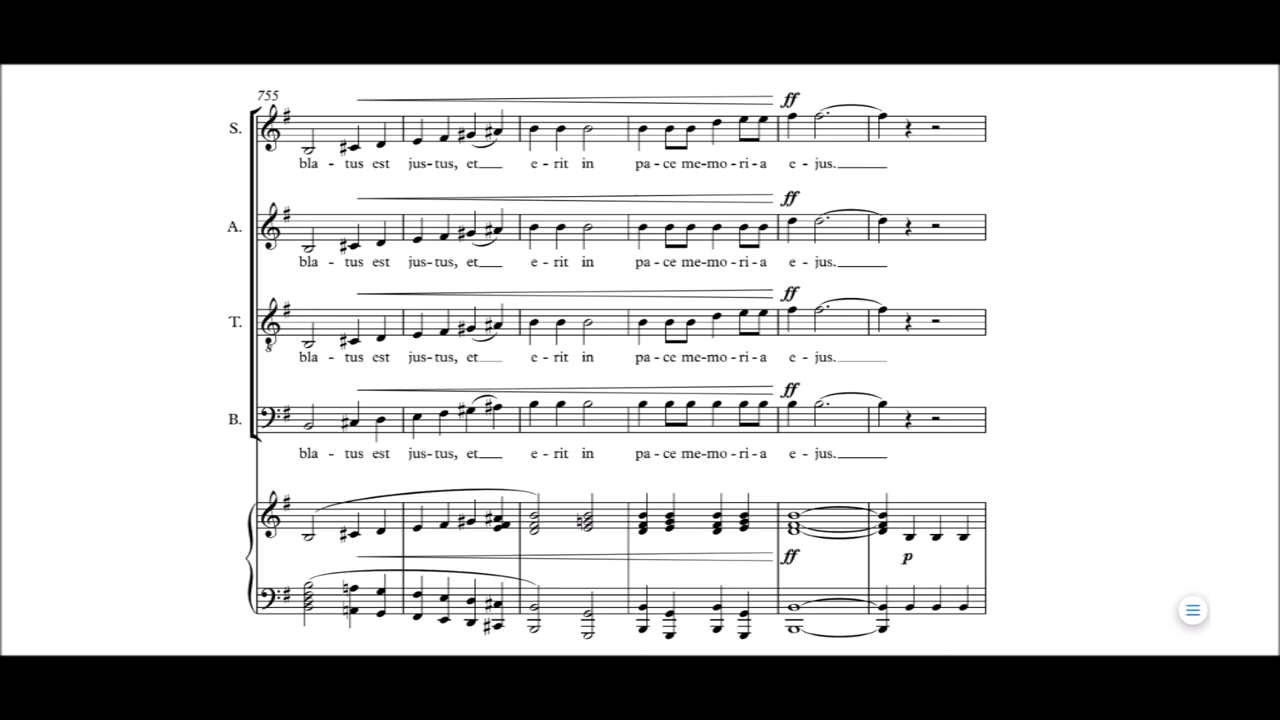 755
ff
S.
bla - tus est jus - tus, et e - rit in pa - ce me - mo - ri - a e - jus.
ff
A.
bla - tus est jus - tus, et e - rit in pa - ce me - mo - ri - a e - jus.
ff
T.
8
bla - tus est jus - tus, et e - rit in pa - ce me - mo - ri - a e - jus.
ff
B.
bla - tus est jus - tus, et e - rit in pa - ce me - mo - ri - a e - jus.
ff p